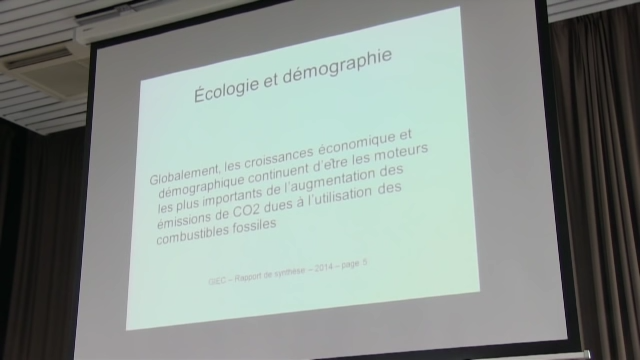 Écologie et démographie
Globalement, les croissances économique et
démographique continuent d'être les moteurs
les plus importants de l'augmentation des
émissions de CO2 dues à l'utilisation des
combustibles fossiles
GIEC – Rapport de synthèse – 2014 – page 5